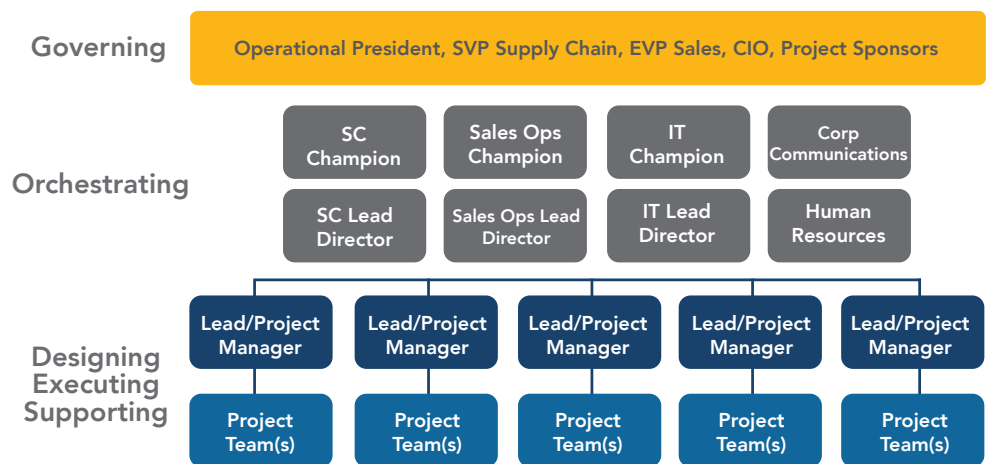 Governing
Operational President, SVP Supply Chain, EVP Sales, CIO, Project Sponsors
Orchestrating
SC
Champion
Sales Ops
Champion
IT
Champion
Corp
Communications
SC Lead
Director
Sales Ops Lead
Director
IT Lead
Director
Human
Resources
Designing
Executing
Supporting
Lead/Project
Manager
Lead/Project
Manager
Lead/Project
Manager
Lead/Project
Manager
Lead/Project
Manager
Project
Team(s)
Project
Team(s)
Project
Team(s)
Project
Team(s)
Project
Team(s)